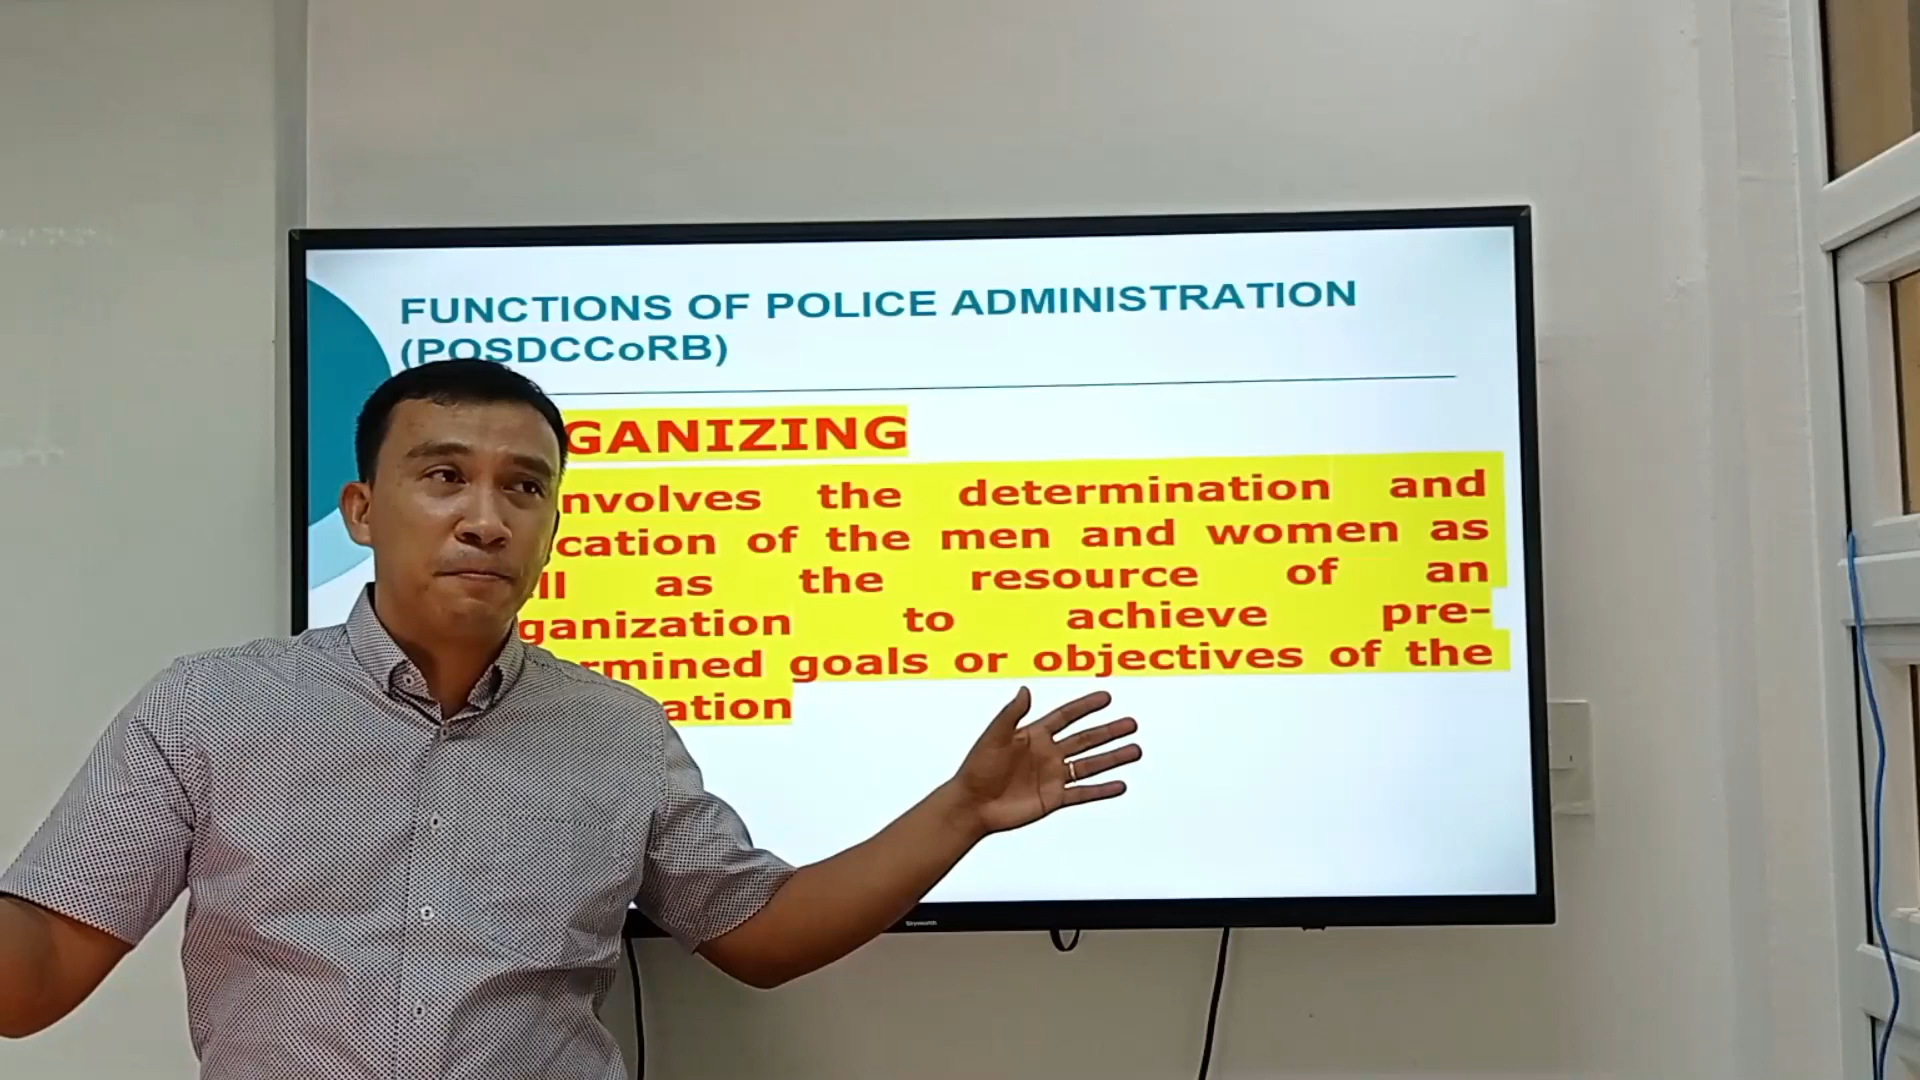 FUNCTIONS OF POLICE ADMINISTRATION
(POSDCCoRB)
GANIZING
nvolves the determination and
cation of the men and women as
ll as the resource of an
ganization to achieve pre-
rmined goals or objectives of the
ation
Skyworth